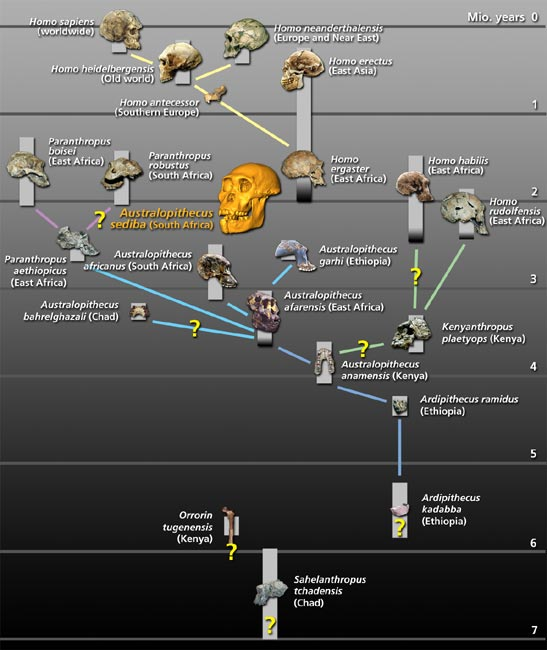 Mio. years 0
Homo sapiens
(worldwide)
Homo neanderthalensis
(Europe and Near East)
Homo heidelbergensis
(Old world)
Homo erectus
(East Asia)
Homo antecessor
(Southern Europe)
1
Paranthropus
boisei
(East Africa)
Paranthropus
robustus
(South Africa)
Homo
ergaster
(East Africa)
Homo habilis
(East Africa)
2
?
Australopithecus
sediba (South Africa)
Homo
rudolfensis
(East Africa)
Paranthropus
aethiopicus
(East Africa)
Australopithecus
africanus (South Africa)
Australopithecus
garhi (Ethiopia)
?
3
Australopithecus
bahrelghazali (Chad)
?
Australopithecus
afarensis (East Africa)
Kenyanthropus
plaetyops (Kenya)
?
Australopithecus
anamensis (Kenya)
4
Ardipithecus ramidus
(Ethiopia)
5
Orrorin
tugenensis
(Kenya)
?
Ardipithecus
kadabba
(Ethiopia)
?
6
Sahelanthropus
tchadensis
(Chad)
?
7